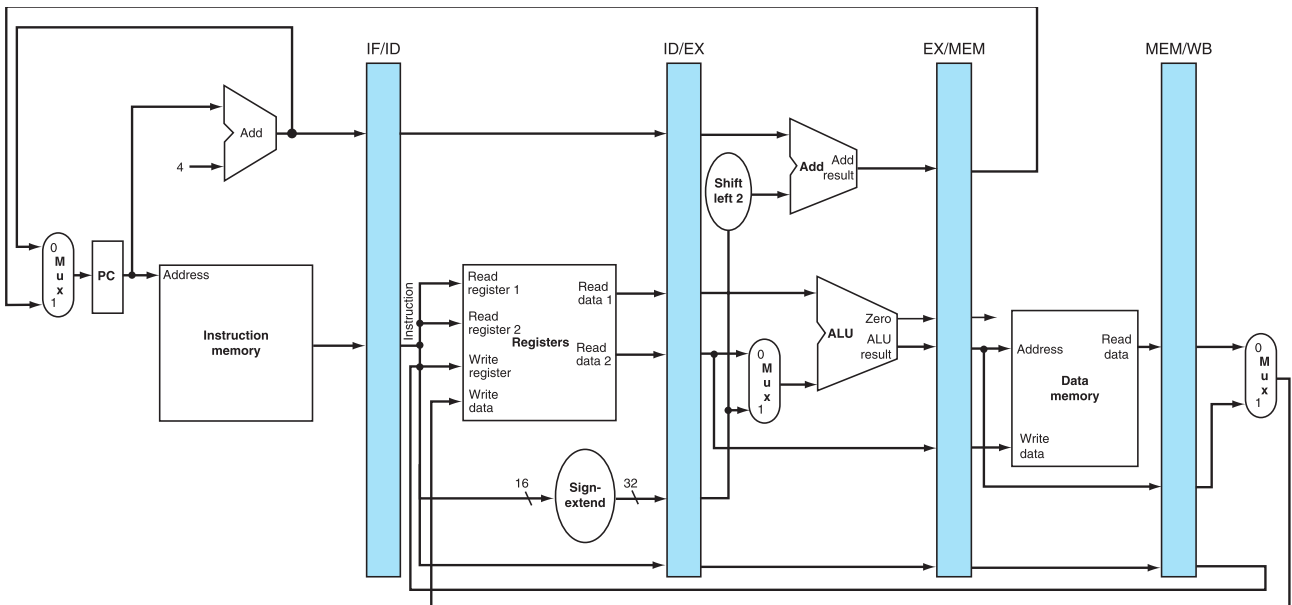 IF/ID
ID/EX
EX/MEM
MEM/WB
Add
4
Shift
left 2
Add
Add
result
0
M
u
x
1
PC
Address
Instruction
memory
Instruction
Read
register 1
Read
register 2
Write
register
Write
data
Registers
Read
data 1
Read
data 2
16
Sign-
extend
32
0
M
u
x
1
ALU
Zero
ALU
result
Address
Read
data
Data
memory
Write
data
0
M
u
x
1